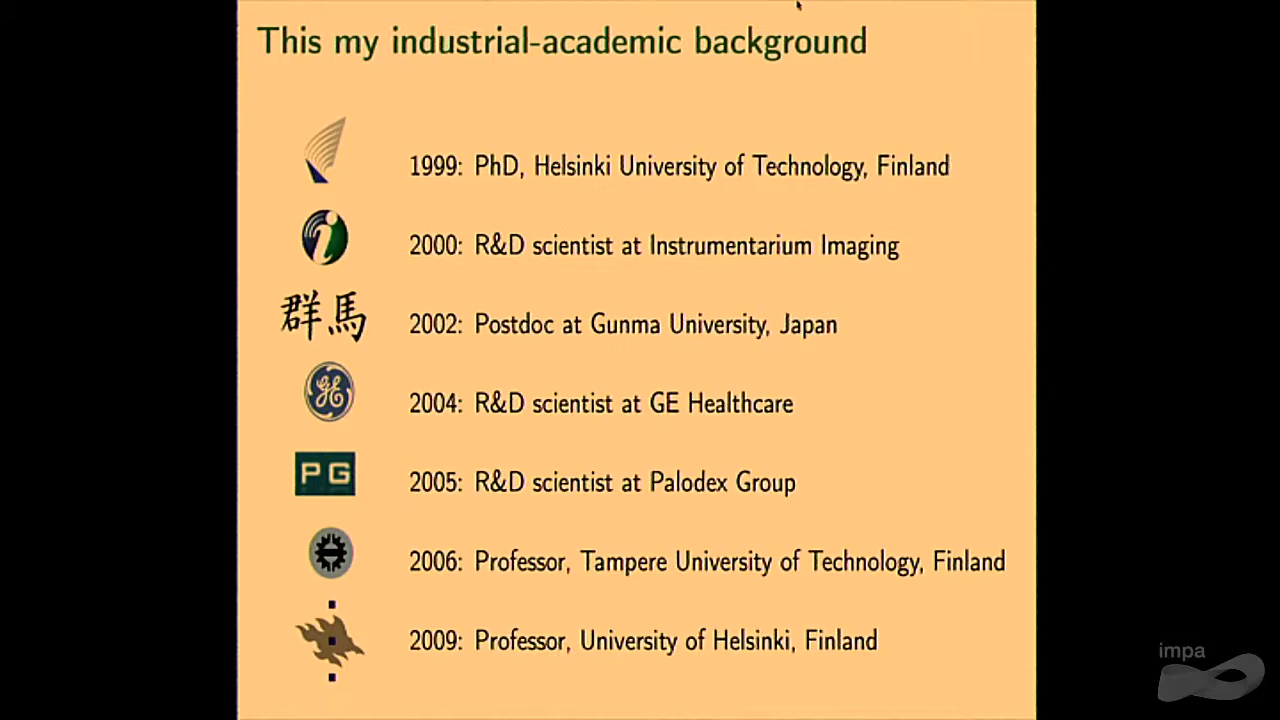 This my industrial-academic background
1999: PhD, Helsinki University of Technology, Finland
i
2000: R&D scientist at Instrumentarium Imaging
群馬
2002: Postdoc at Gunma University, Japan
GE
2004: R&D scientist at GE Healthcare
PG
2005: R&D scientist at Palodex Group
2006: Professor, Tampere University of Technology, Finland
2009: Professor, University of Helsinki, Finland
impa